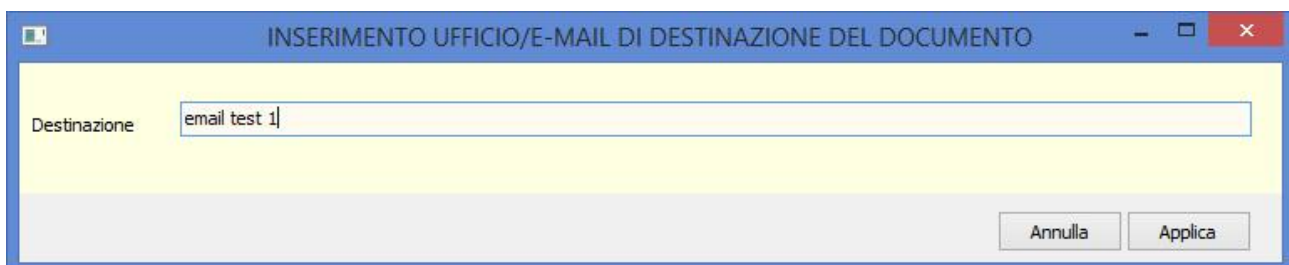 INSERIMENTO UFFICIO/E-MAIL DI DESTINAZIONE DEL DOCUMENTO
Destinazione email test 1
Annulla Applica